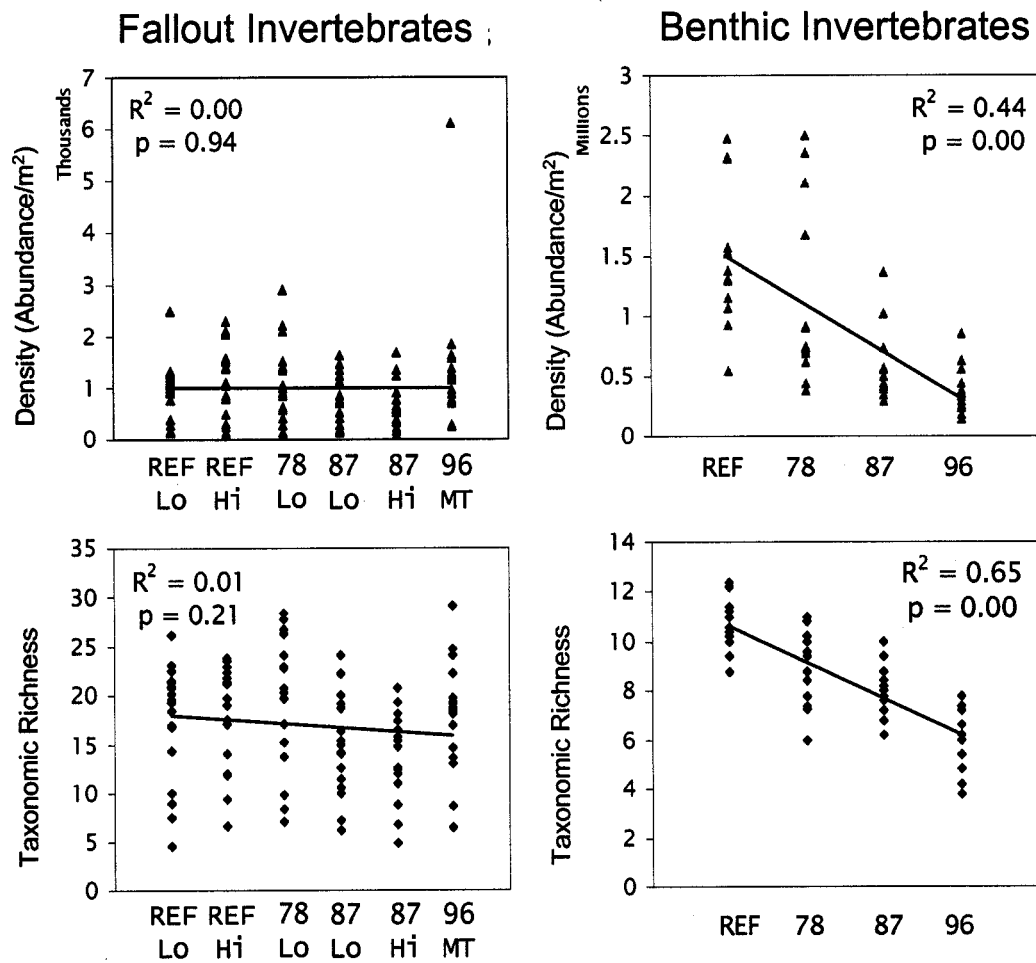 Fallout Invertebrates ;
Benthic Invertebrates
Density (Abundance/m²)
Thousands
7
6
5
4
3
2
1
0
R² = 0.00
p = 0.94
REF REF 78 87 87 96
Lo Hi Lo Lo Hi MT
Density (Abundance/m²)
Millions
3
2.5
2
1.5
1
0.5
0
R² = 0.44
p = 0.00
REF 78 87 96
Taxonomic Richness
35
30
25
20
15
10
5
0
R² = 0.01
p = 0.21
REF REF 78 87 87 96
Lo Hi Lo Lo Hi MT
Taxonomic Richness
14
12
10
8
6
4
2
0
R² = 0.65
p = 0.00
REF 78 87 96